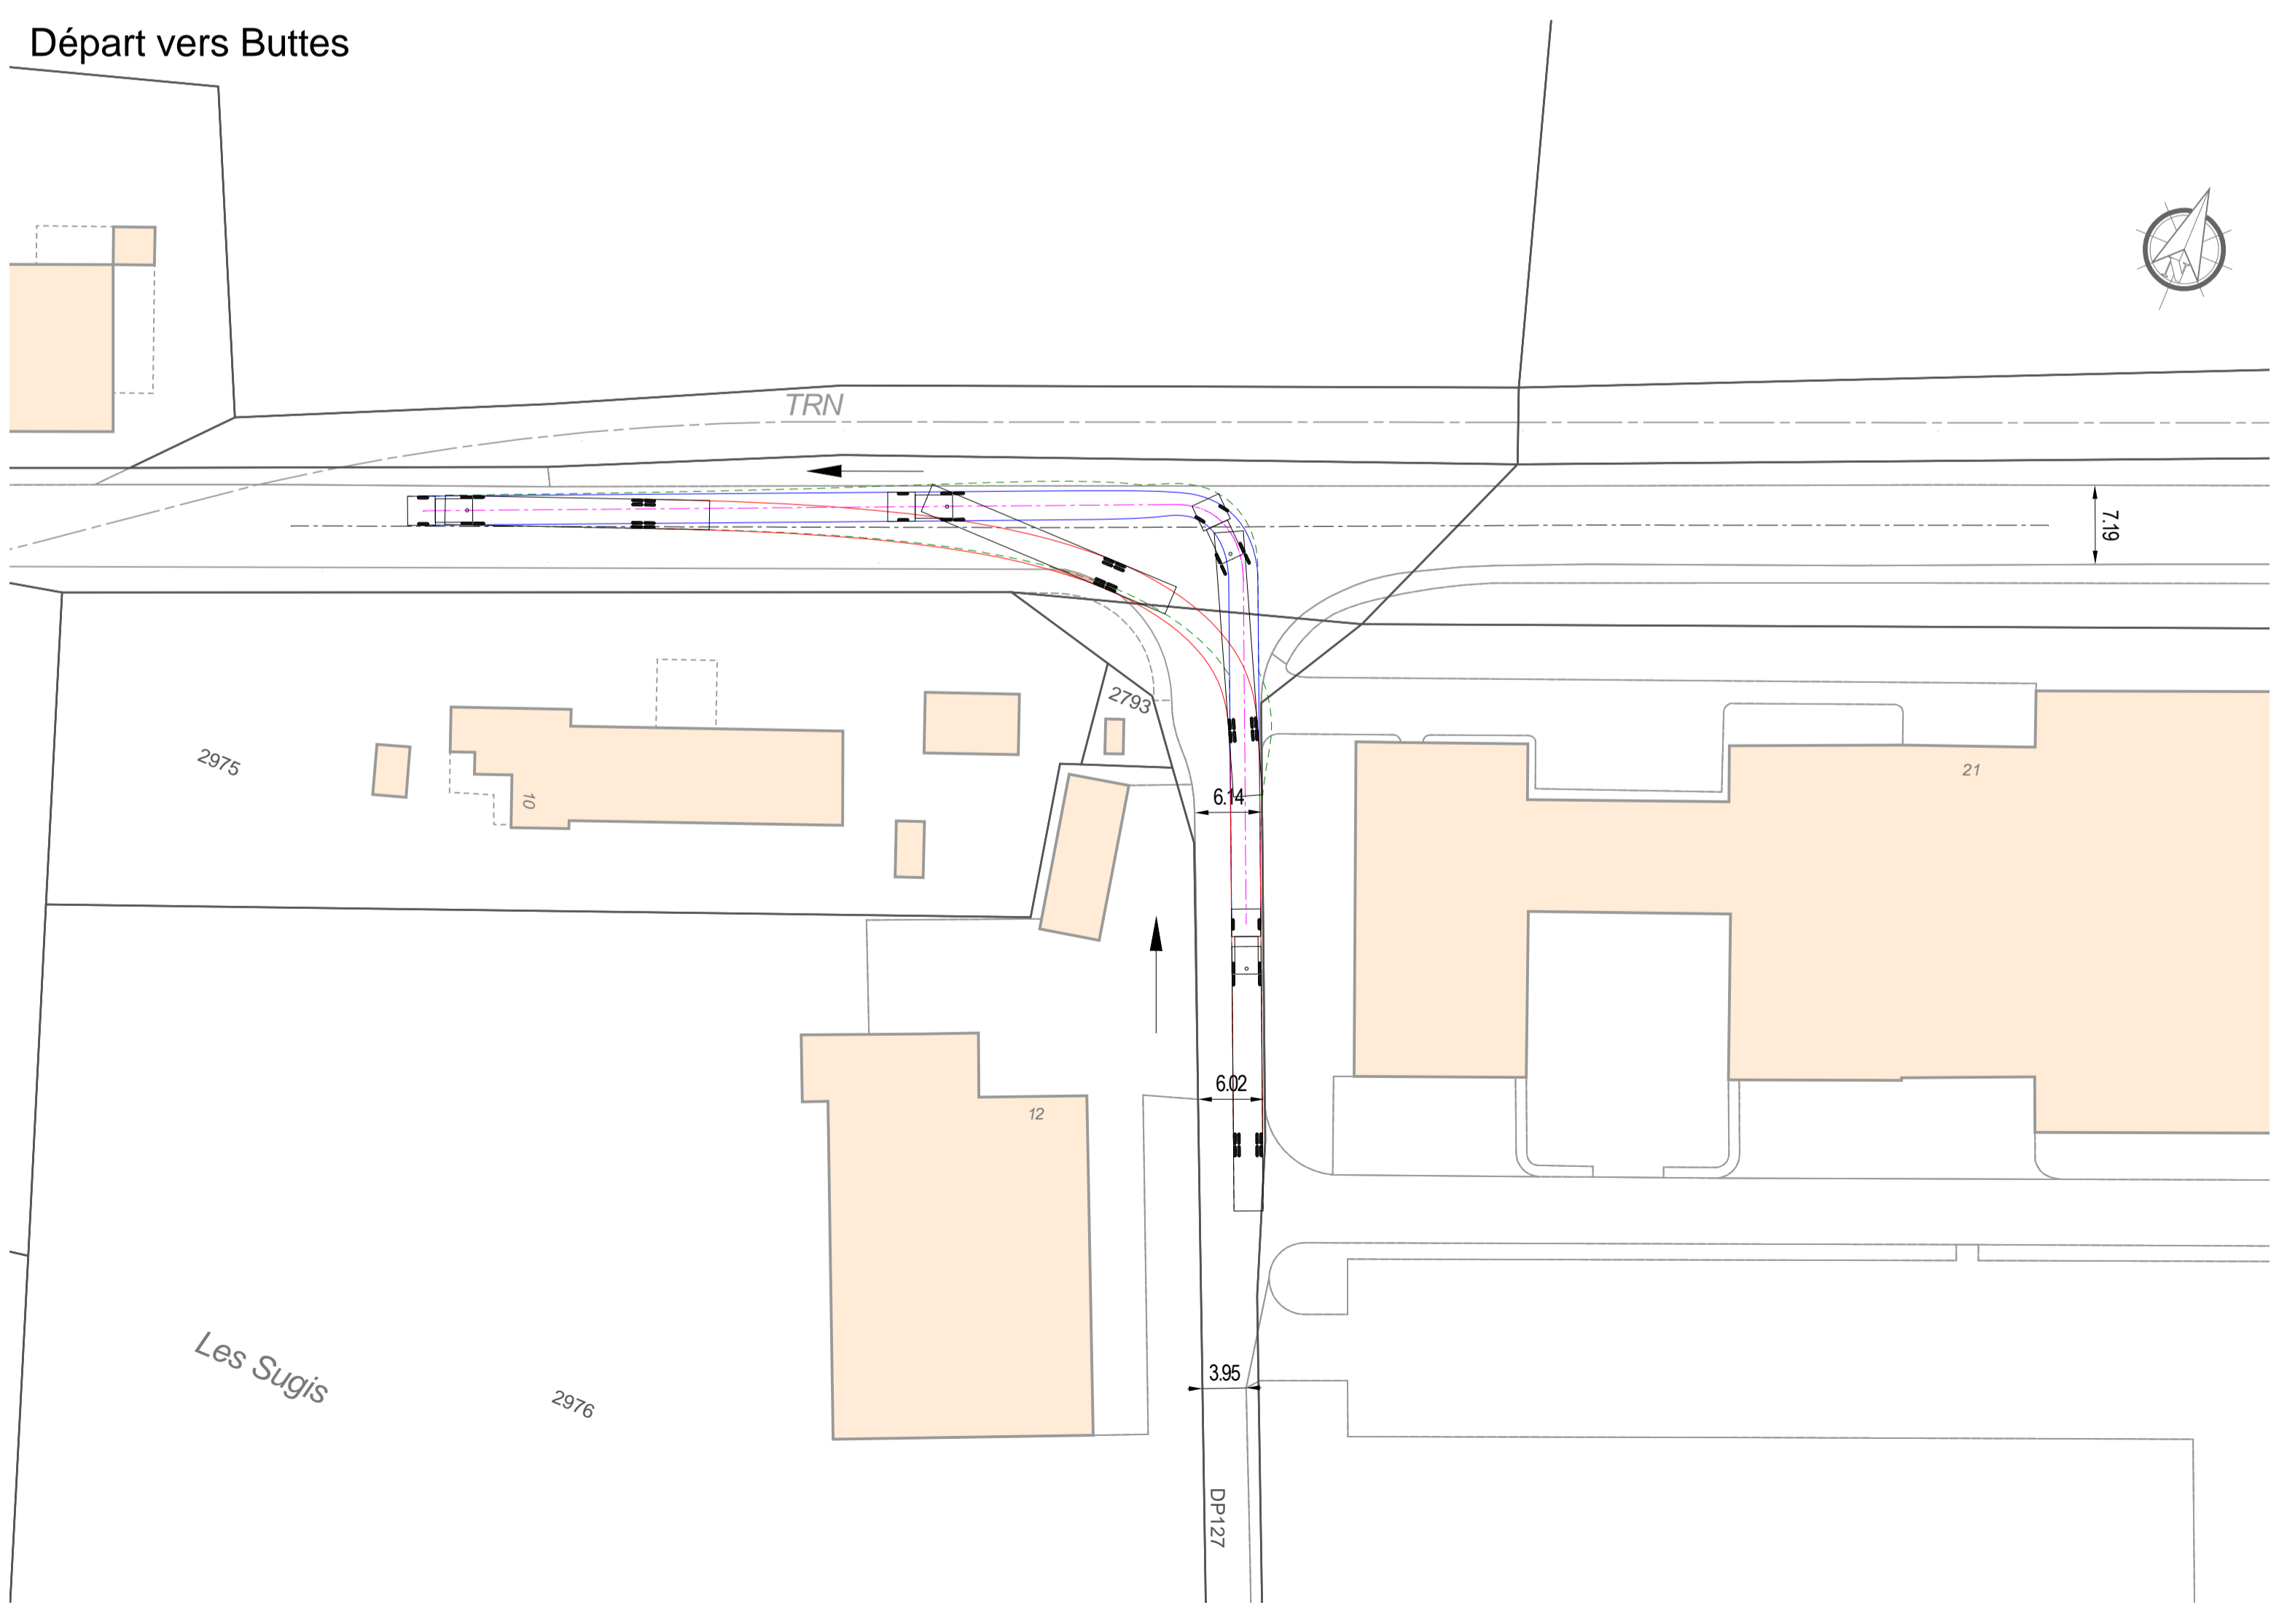 Départ vers Buttes
N
TRN
7.19
2793
2975
10
21
6.14
6.02
12
3.95
Les Sugis
2976
DP127